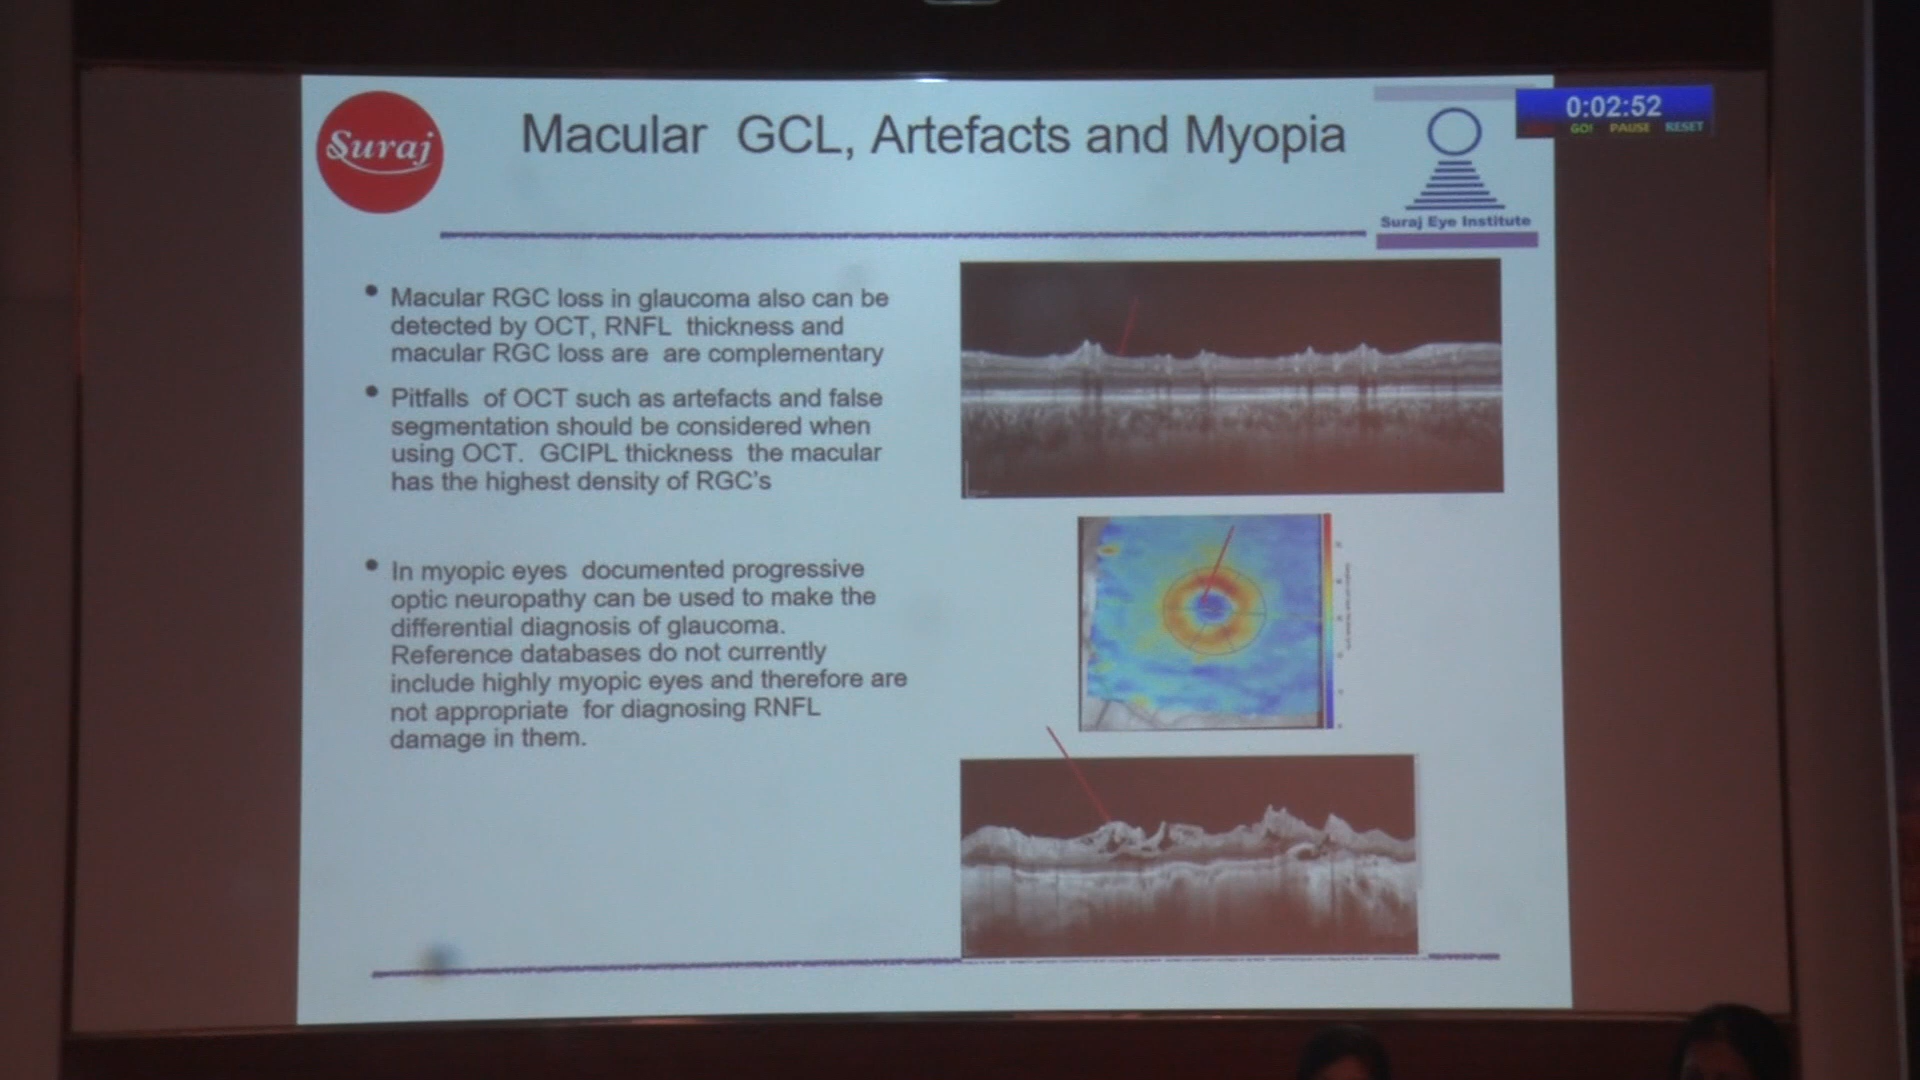 Suraj
Macular GCL, Artefacts and Myopia
0:02:52
GO! PAUSE RESET
Suraj Eye Institute
• Macular RGC loss in glaucoma also can be
detected by OCT, RNFL thickness and
macular RGC loss are are complementary
• Pitfalls of OCT such as artefacts and false
segmentation should be considered when
using OCT. GCIPL thickness the macular
has the highest density of RGC's
• In myopic eyes documented progressive
optic neuropathy can be used to make the
differential diagnosis of glaucoma.
Reference databases do not currently
include highly myopic eyes and therefore are
not appropriate for diagnosing RNFL
damage in them.